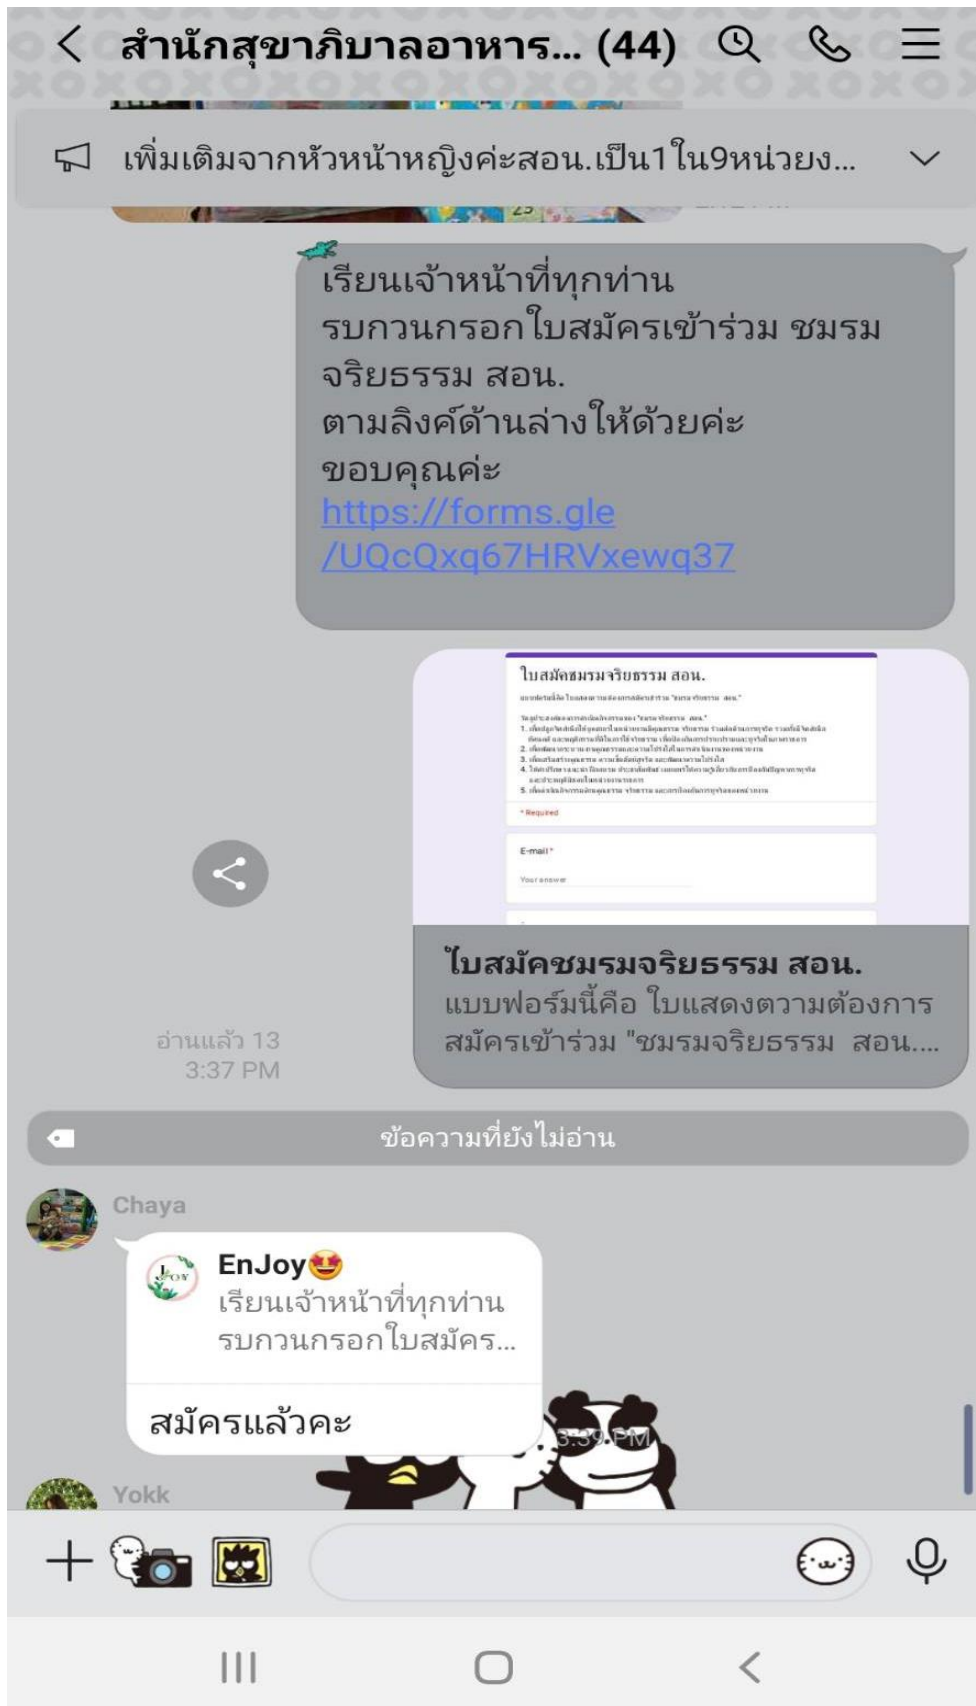 สำนักสุขาภิบาลอาหาร... (44)
เพิ่มเติมจากหัวหน้าหญิงค่ะสอน.เป็น1ใน9หน่วยง...
23
เรียนเจ้าหน้าที่ทุกท่าน
รบกวนกรอกใบสมัครเข้าร่วม ชมรม
จริยธรรม สอน.
ตามลิงค์ด้านล่างให้ด้วยค่ะ
ขอบคุณค่ะ
https://forms.gle
/UQcQxq67HRVxewq37
ใบสมัคชมรมจริยธรรม สอน.
* Required
E-mail *
Your answer
ใบสมัคชมรมจริยธรรม สอน.
แบบฟอร์มนี้คือ ใบแสดงตวามต้องการ
สมัครเข้าร่วม "ชมรมจริยธรรม สอน....
อ่านแล้ว 13
3:37 PM
ข้อความที่ยังไม่อ่าน
Chaya
Joy
EnJoy🤩
เรียนเจ้าหน้าที่ทุกท่าน
รบกวนกรอกใบสมัคร...
สมัครแล้วคะ
3:39 PM
Yokk